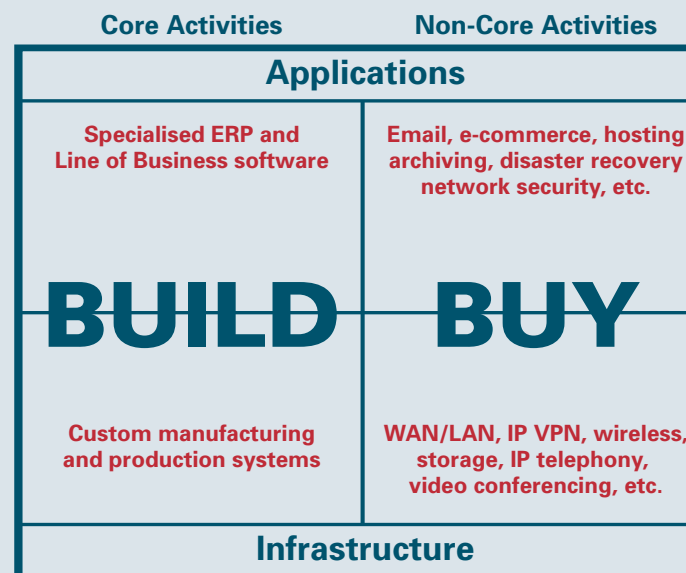 Core Activities
Non-Core Activities
Applications
Specialised ERP and
Line of Business software
Email, e-commerce, hosting
archiving, disaster recovery
network security, etc.
BUILD
BUY
Custom manufacturing
and production systems
WAN/LAN, IP VPN, wireless,
storage, IP telephony,
video conferencing, etc.
Infrastructure